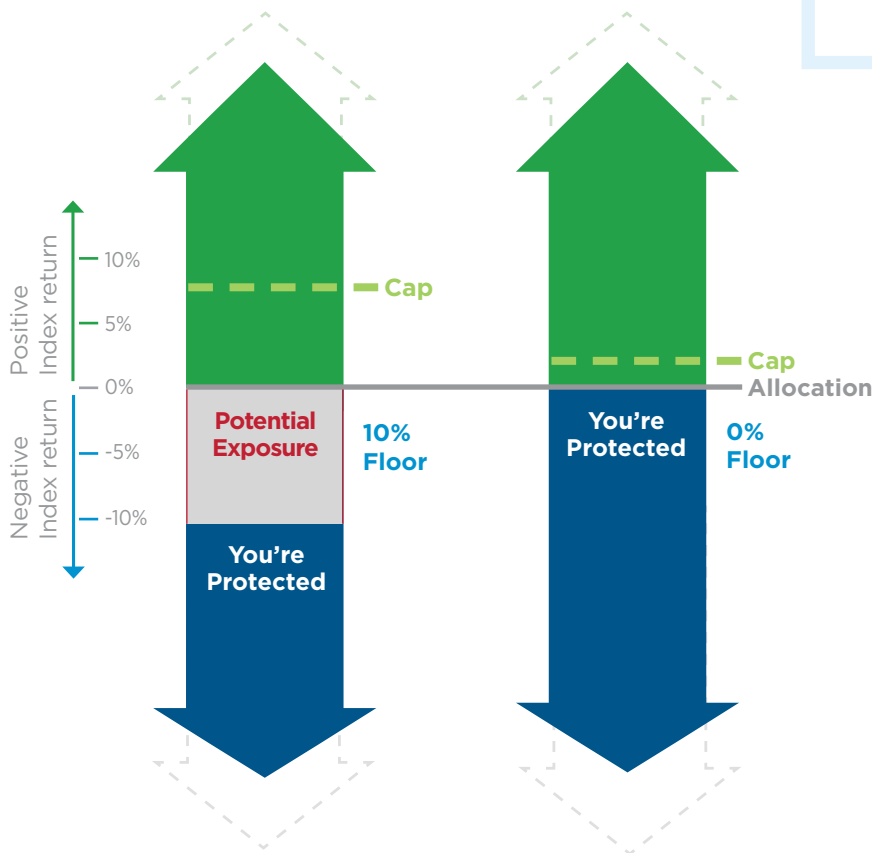 Positive
Index return
10%
5%
0%
Negative
Index return
-5%
-10%
Cap
Potential
Exposure
10%
Floor
You're
Protected
Cap
Allocation
You're
Protected
0%
Floor